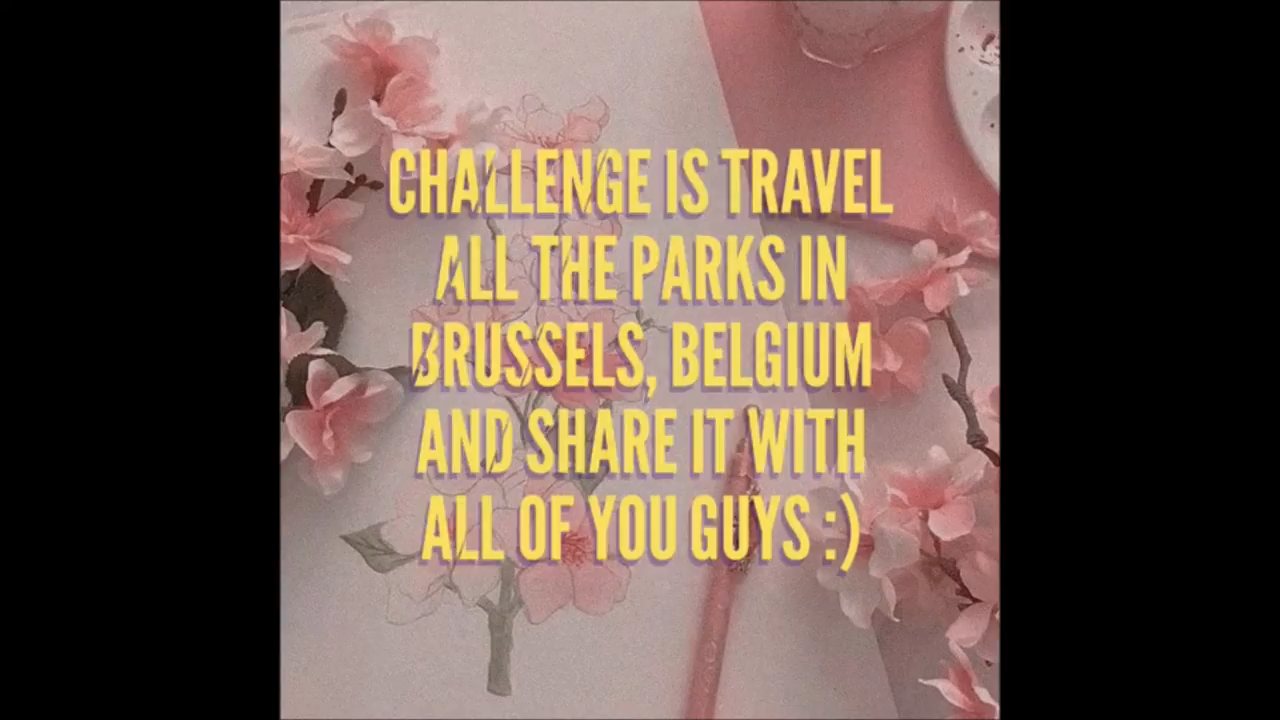 CHALLENGE IS TRAVEL
ALL THE PARKS IN
BRUSSELS, BELGIUM
AND SHARE IT WITH
ALL OF YOU GUYS :)